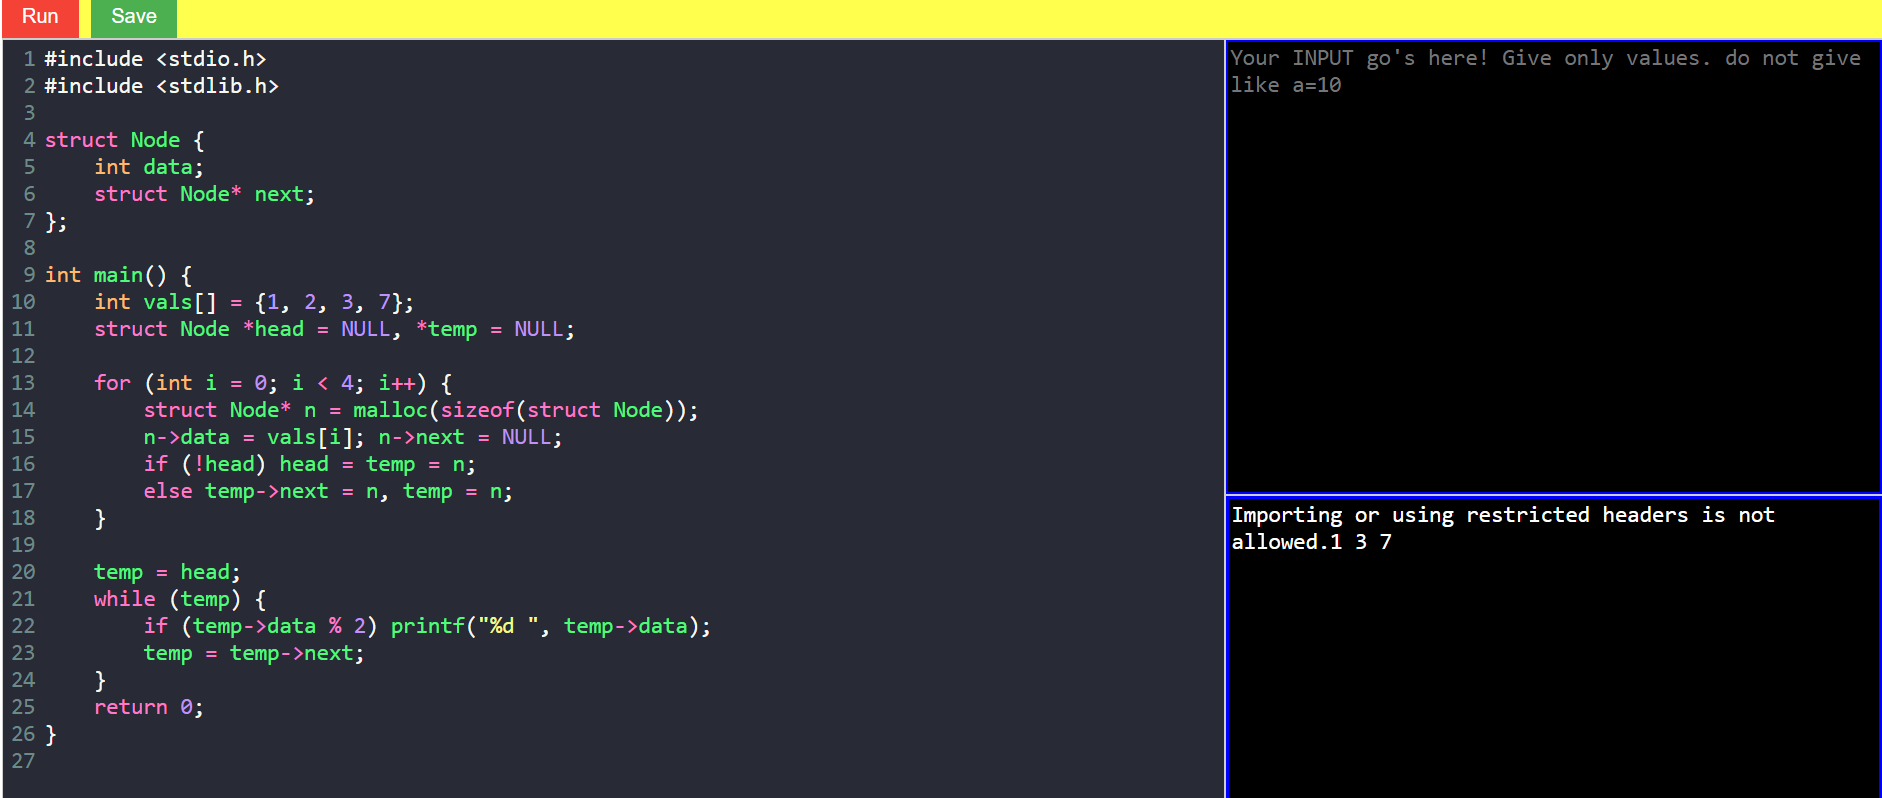 Run Save
1 #include <stdio.h>
2 #include <stdlib.h>
3
4 struct Node {
5     int data;
6     struct Node* next;
7 };
8
9 int main() {
10     int vals[] = {1, 2, 3, 7};
11     struct Node *head = NULL, *temp = NULL;
12
13     for (int i = 0; i < 4; i++) {
14         struct Node* n = malloc(sizeof(struct Node));
15         n->data = vals[i]; n->next = NULL;
16         if (!head) head = temp = n;
17         else temp->next = n, temp = n;
18     }
19
20     temp = head;
21     while (temp) {
22         if (temp->data % 2) printf("%d ", temp->data);
23         temp = temp->next;
24     }
25     return 0;
26 }
27
Your INPUT go's here! Give only values. do not give
like a=10
Importing or using restricted headers is not
allowed.1 3 7